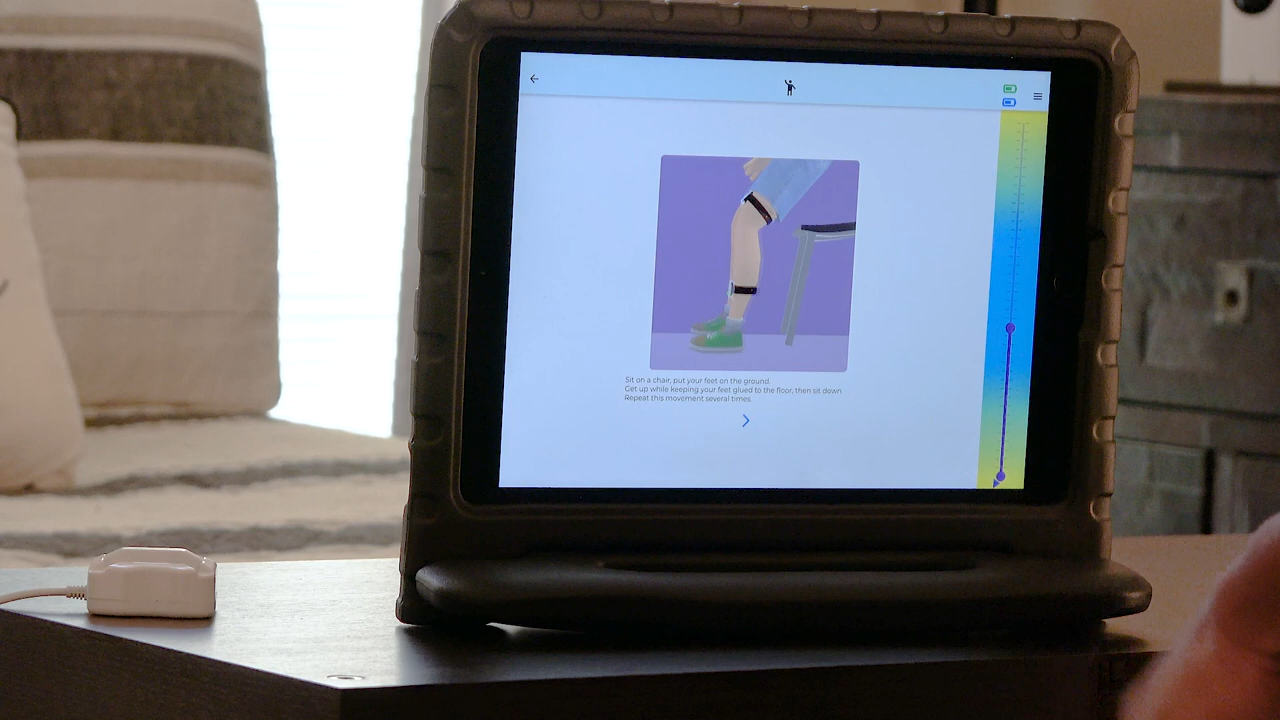 Sit on a chair, put your feet on the ground.
Get up while keeping your feet glued to the floor, then sit down
Repeat this movement several times.